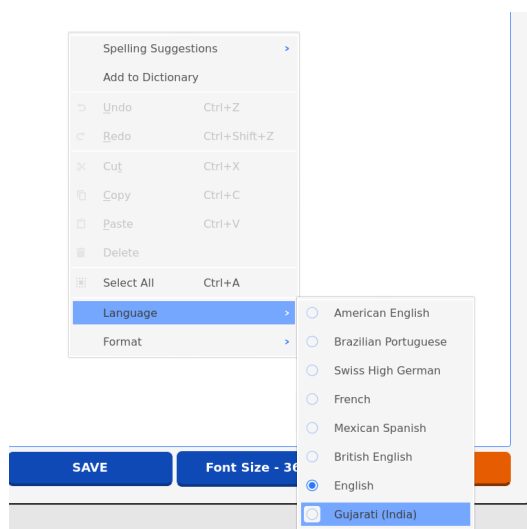 Spelling Suggestions
Add to Dictionary
Undo Ctrl+Z
Redo Ctrl+Shift+Z
Cut Ctrl+X
Copy Ctrl+C
Paste Ctrl+V
Delete
Select All Ctrl+A
Language
Format
American English
Brazilian Portuguese
Swiss High German
French
Mexican Spanish
British English
English
Gujarati (India)
SAVE
Font Size - 36